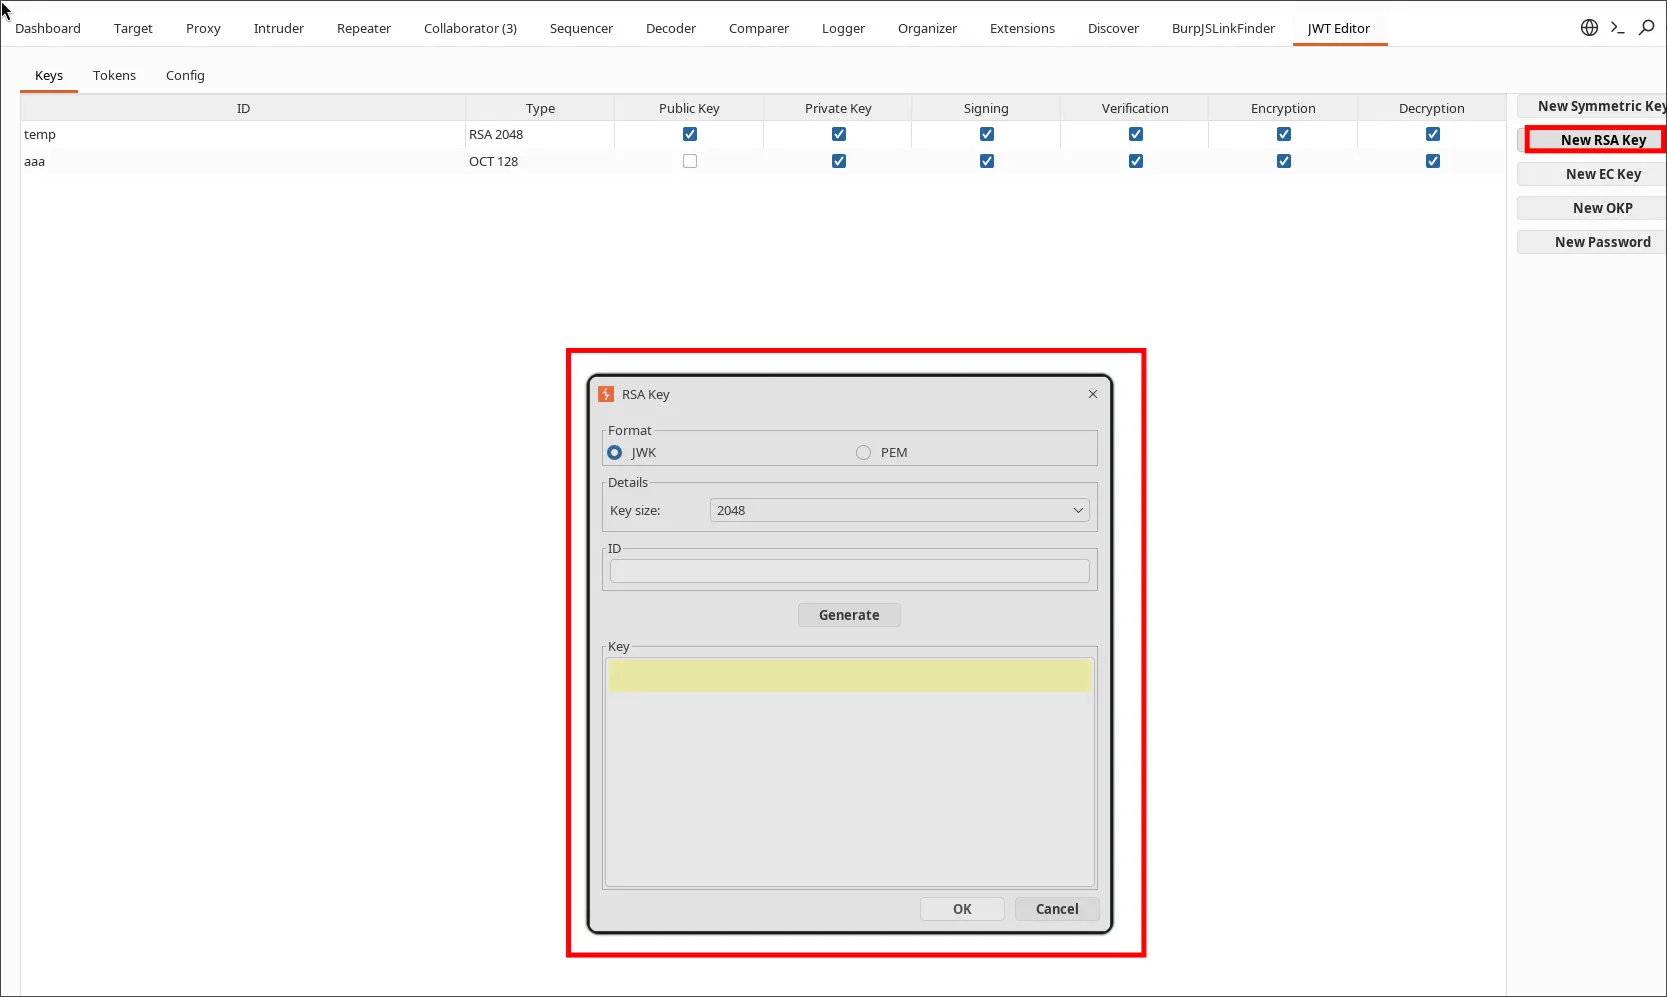 Dashboard Target Proxy Intruder Repeater Collaborator (3) Sequencer Decoder Comparer Logger Organizer Extensions Discover BurpJSLinkFinder JWT Editor
Keys Tokens Config
ID Type Public Key Private Key Signing Verification Encryption Decryption
temp RSA 2048
aaa OCT 128
New Symmetric Key
New RSA Key
New EC Key
New OKP
New Password
RSA Key
Format
JWK PEM
Details
Key size: 2048
ID
Generate
Key
OK Cancel